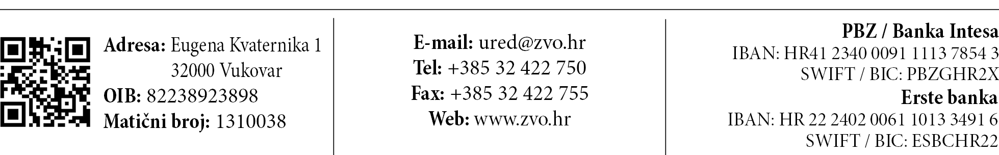 Adresa: Eugena Kvaternika 1
32000 Vukovar
OIB: 82238923898
Matični broj: 1310038
E-mail: ured@zvo.hr
Tel: +385 32 422 750
Fax: +385 32 422 755
Web: www.zvo.hr
PBZ / Banka Intesa
IBAN: HR41 2340 0091 1113 7854 3
SWIFT / BIC: PBZGHR2X
Erste banka
IBAN: HR 22 2402 0061 1013 3491 6
SWIFT / BIC: ESBCHR22